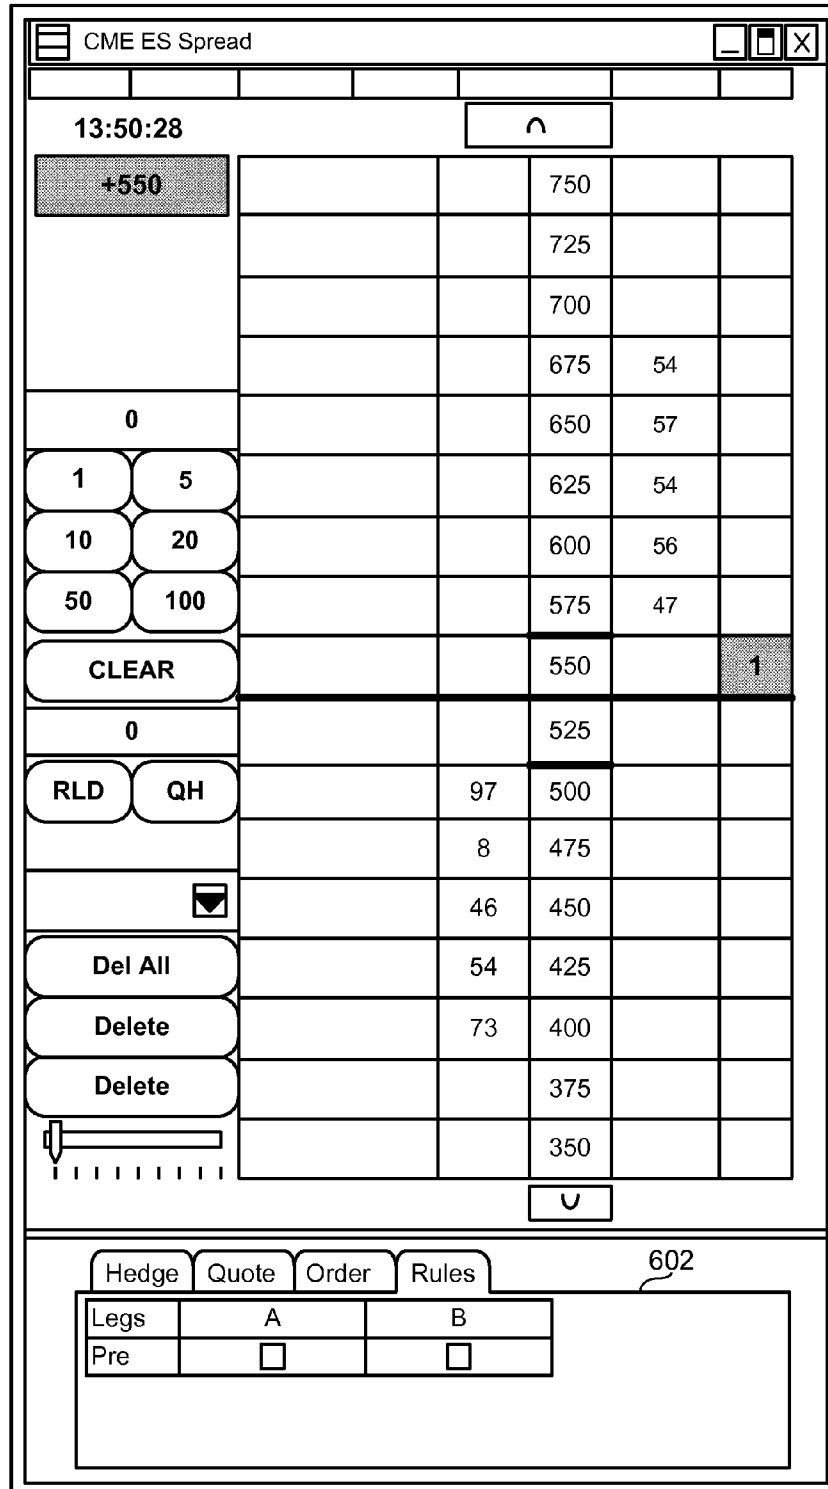 CME ES Spread
13:50:28
+550
750
725
700
675 54
0
650 57
1 5
625 54
10 20
600 56
50 100
575 47
CLEAR
550 1
0
525
RLD QH
97 500
8 475
46 450
Del All
54 425
Delete
73 400
Delete
375
350
602
Hedge Quote Order Rules
Legs A B
Pre